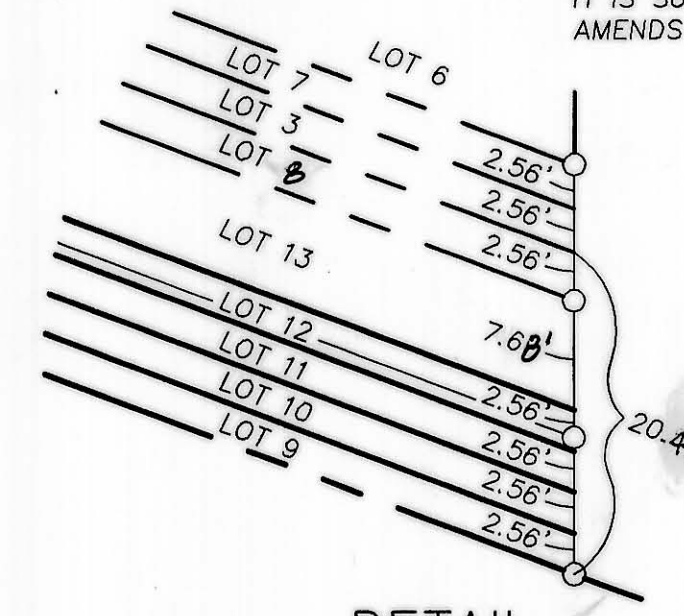 IT IS SU
AMENDS
LOT 6
LOT 7
LOT 3
LOT 8
2.56'
2.56'
2.56'
LOT 13
7.68'
LOT 12
LOT 11
LOT 10
LOT 9
2.56'
2.56'
2.56'
2.56'
20.4
DETAIL